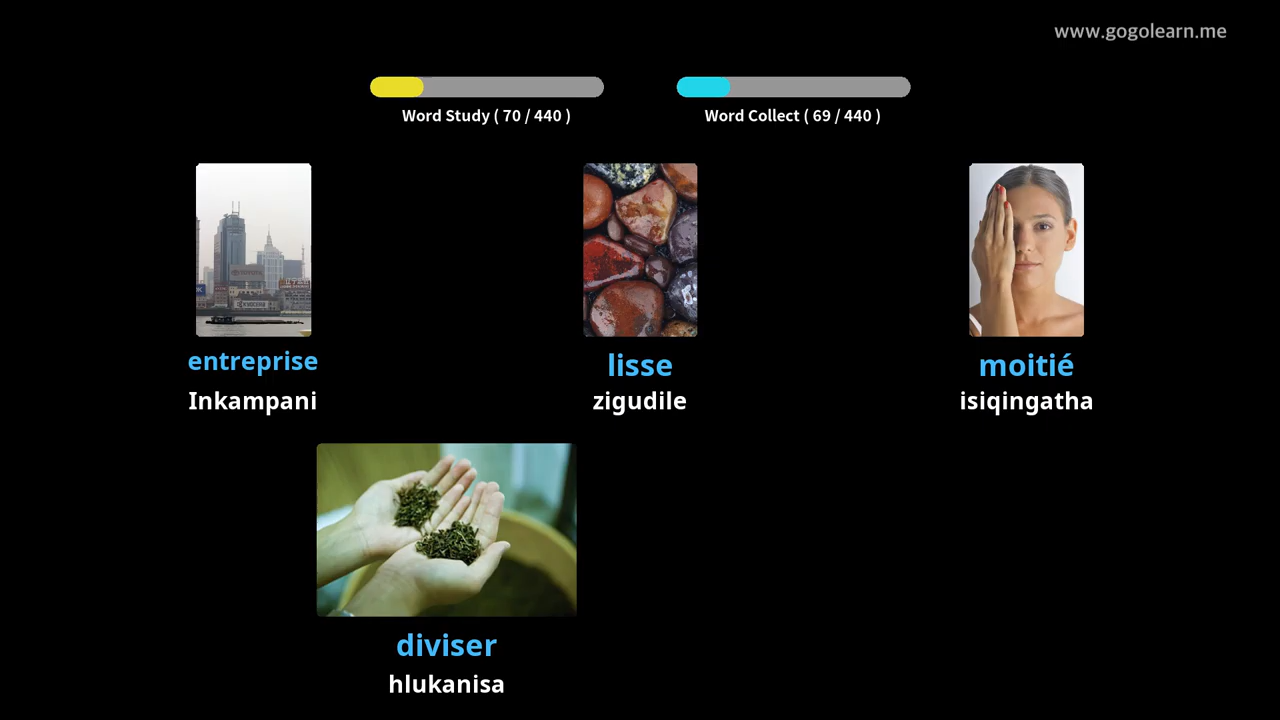 www.gogolearn.me
Word Study ( 70 / 440 )
Word Collect ( 69 / 440 )
entreprise
Inkampani
lisse
zigudile
moitié
isiqingatha
diviser
hlukanisa